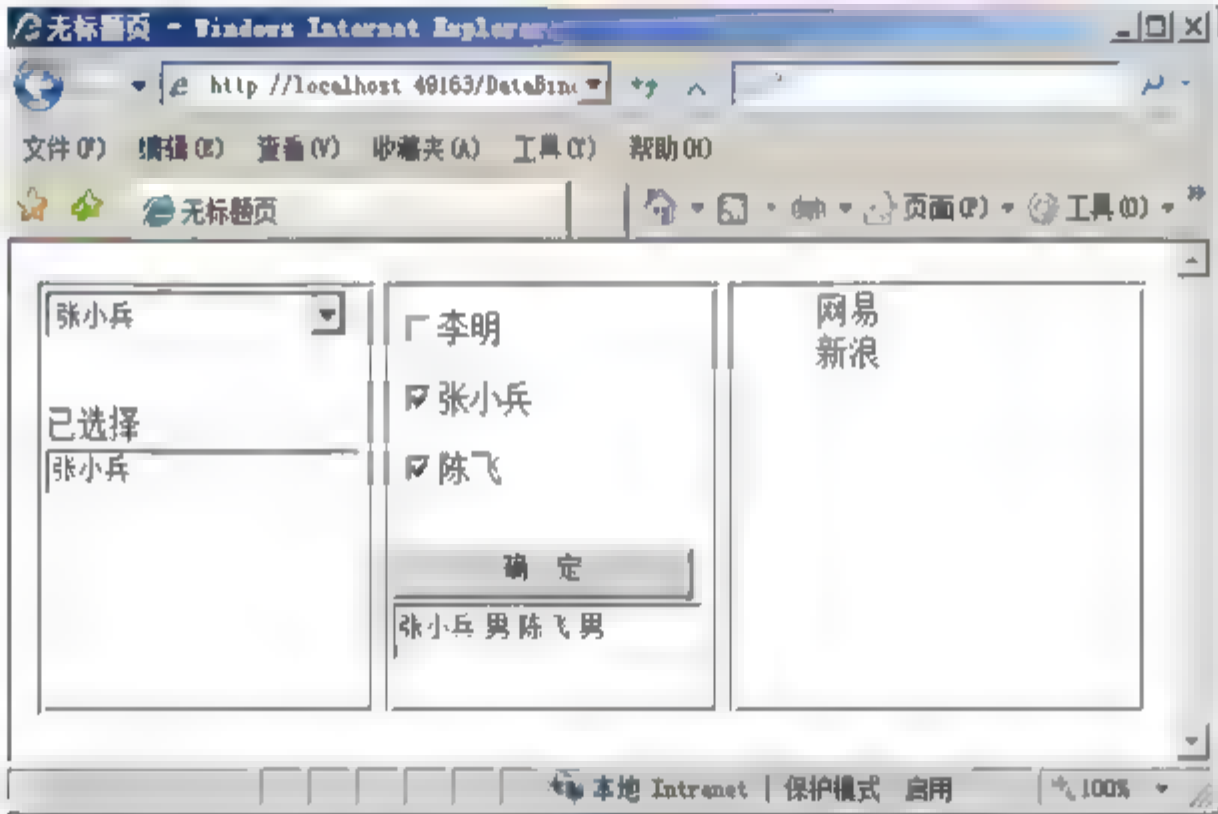 无标题页 - Windows Internet Explorer
http //localhost 49163/DataBin
文件(F) 编辑(E) 查看(V) 收藏夹(A) 工具(T) 帮助(H)
无标题页
页面(P)
工具(O)
张小兵
已选择
张小兵
李明
张小兵
陈飞
确 定
张小兵 男 陈飞 男
网易
新浪
本地 Intranet | 保护模式 启用
100%